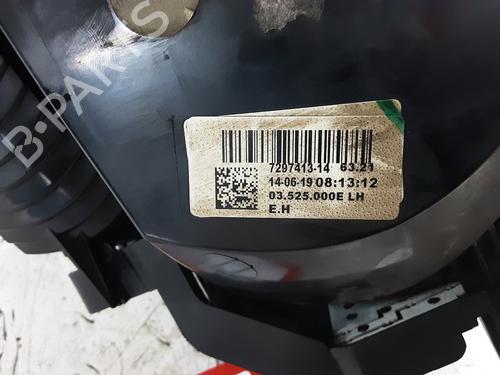 B-PARTS
7297413-14 63.21
14-06-19 08:13:12
03.525.000E LH
E.H